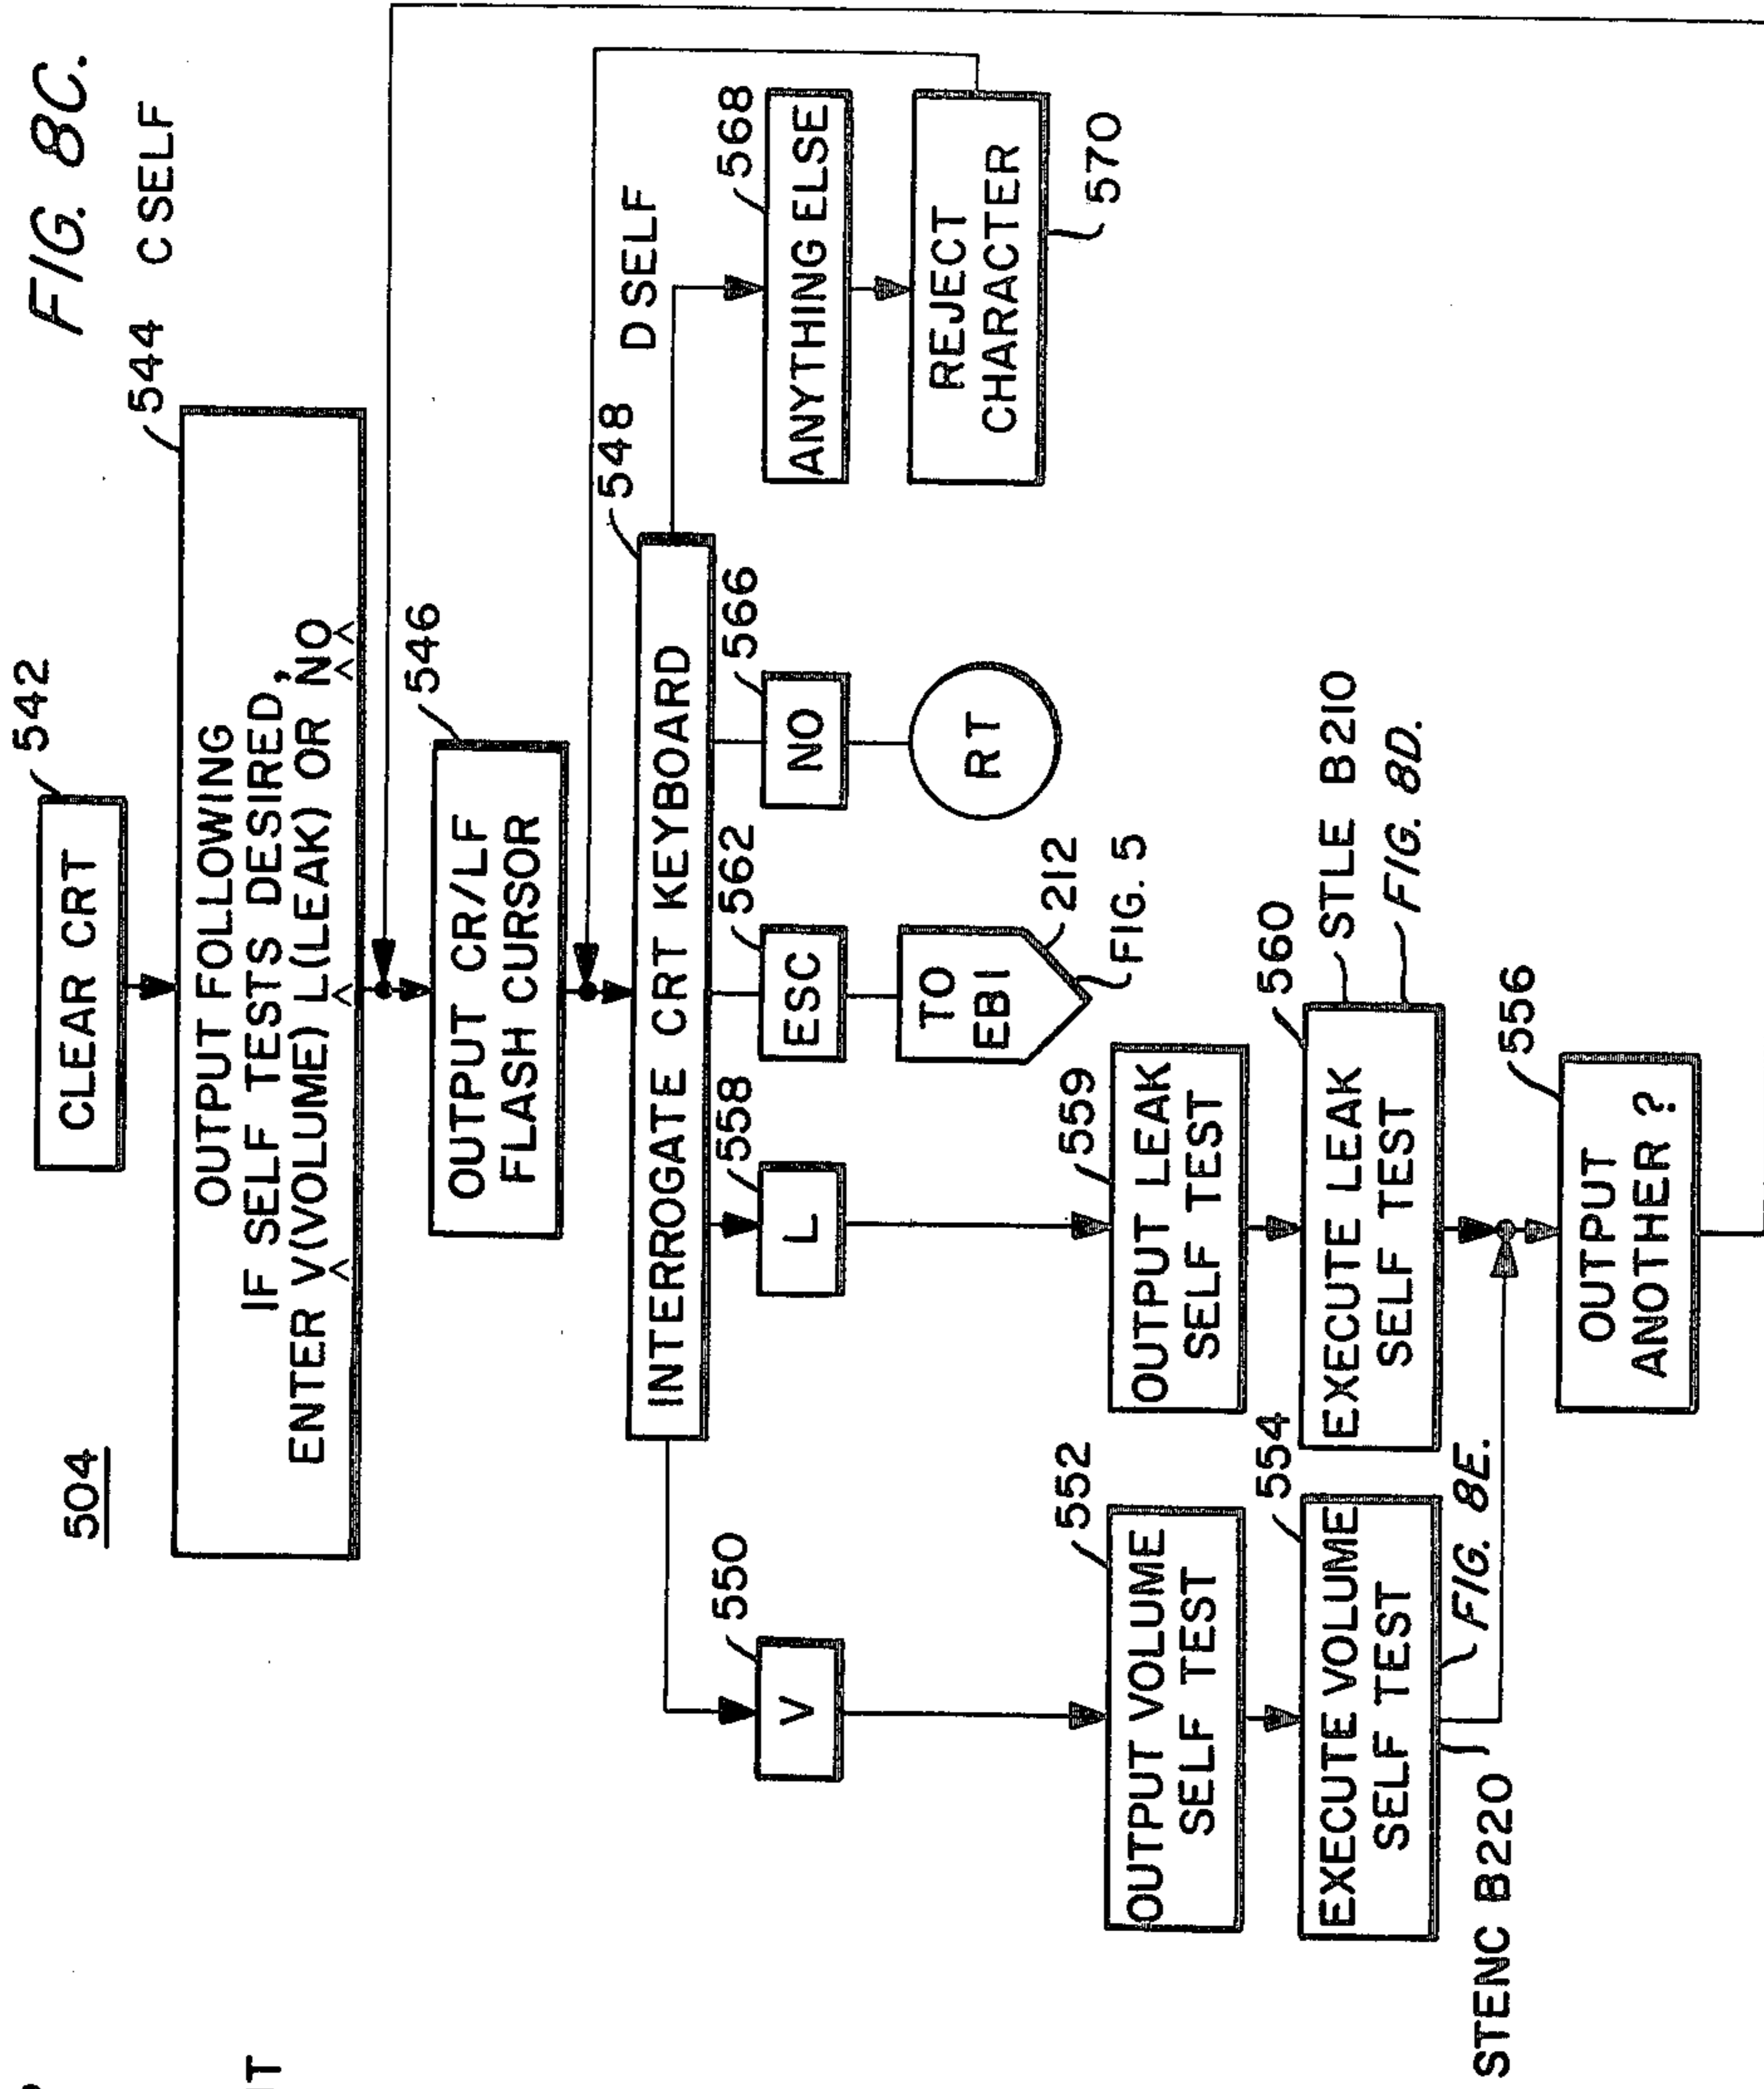 FIG. 8C.
504
542
CLEAR CRT
544 C SELF
OUTPUT FOLLOWING
IF SELF TESTS DESIRED,
ENTER V(VOLUME) L(LEAK) OR NO
546
OUTPUT CR/LF
FLASH CURSOR
548
D SELF
INTERROGATE CRT KEYBOARD
550
V
558
L
562
ESC
566
NO
568
ANYTHING ELSE
TO
EBI
212
FIG. 5
RT
REJECT
CHARACTER
570
552
OUTPUT VOLUME
SELF TEST
559
OUTPUT LEAK
SELF TEST
554
EXECUTE VOLUME
SELF TEST
560
EXECUTE LEAK
SELF TEST
STLE B210
FIG. 8D.
STENC B220
FIG. 8E.
556
OUTPUT
ANOTHER ?